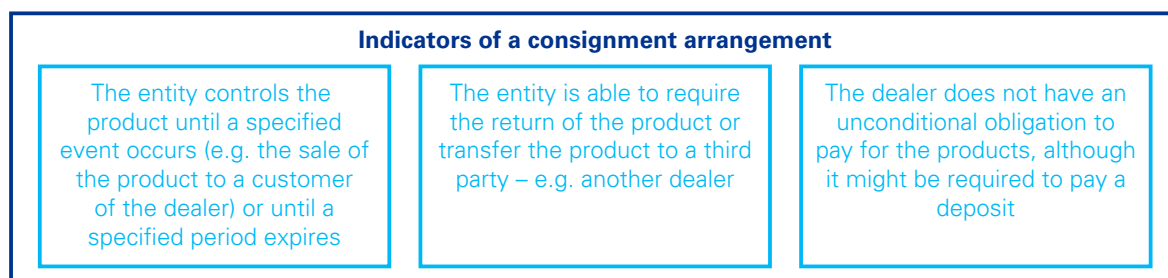 Indicators of a consignment arrangement
The entity controls the
product until a specified
event occurs (e.g. the sale of
the product to a customer
of the dealer) or until a
specified period expires
The entity is able to require
the return of the product or
transfer the product to a third
party – e.g. another dealer
The dealer does not have an
unconditional obligation to
pay for the products, although
it might be required to pay a
deposit